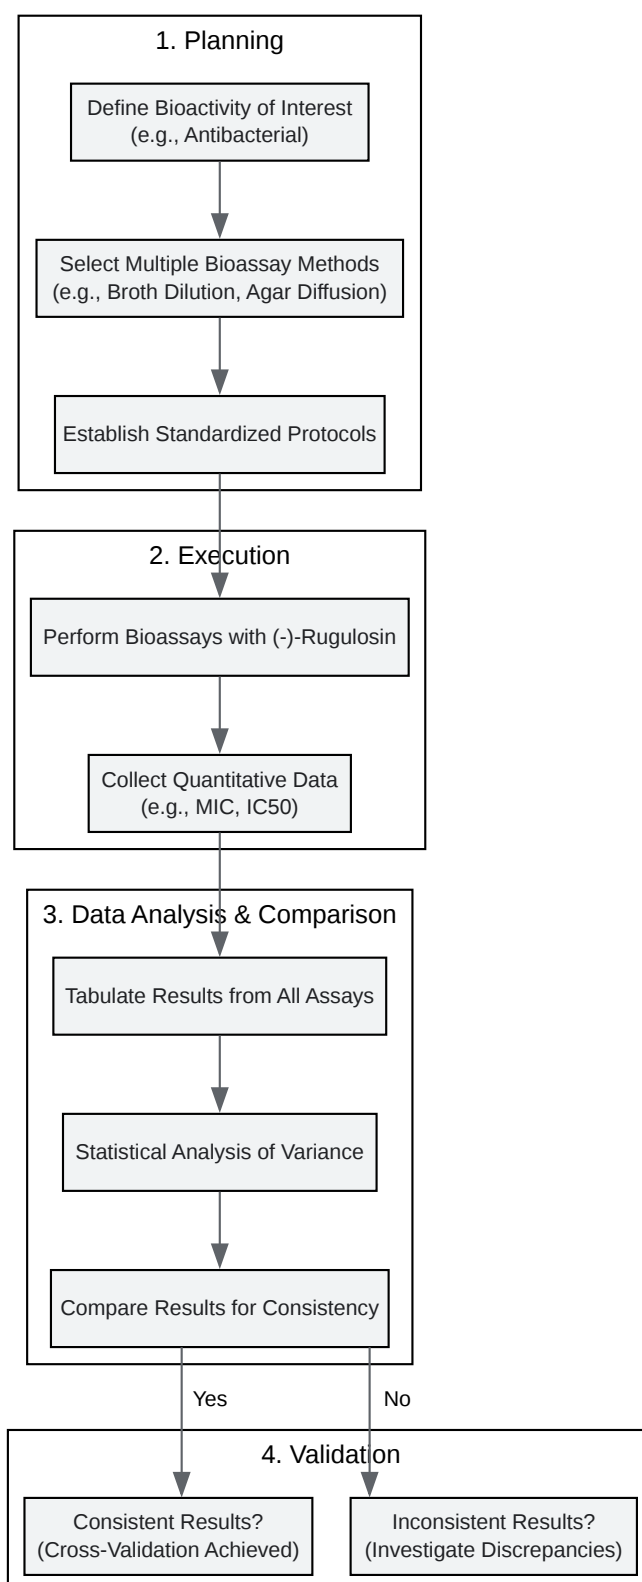 1. Planning
Define Bioactivity of Interest
(e.g., Antibacterial)
Select Multiple Bioassay Methods
(e.g., Broth Dilution, Agar Diffusion)
Establish Standardized Protocols
2. Execution
Perform Bioassays with (-)-Rugulosin
Collect Quantitative Data
(e.g., MIC, IC50)
3. Data Analysis & Comparison
Tabulate Results from All Assays
Statistical Analysis of Variance
Compare Results for Consistency
Yes
No
4. Validation
Consistent Results?
(Cross-Validation Achieved)
Inconsistent Results?
(Investigate Discrepancies)